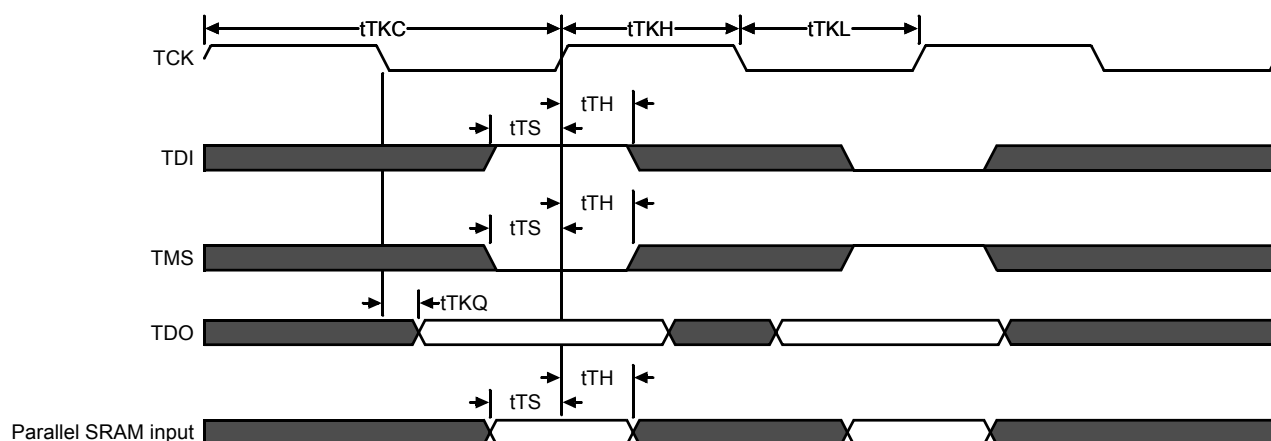 tTKC tTKH tTKL
TCK
tTH
tTS
TDI
tTH
tTS
TMS
tTKQ
TDO
tTH
tTS
Parallel SRAM input